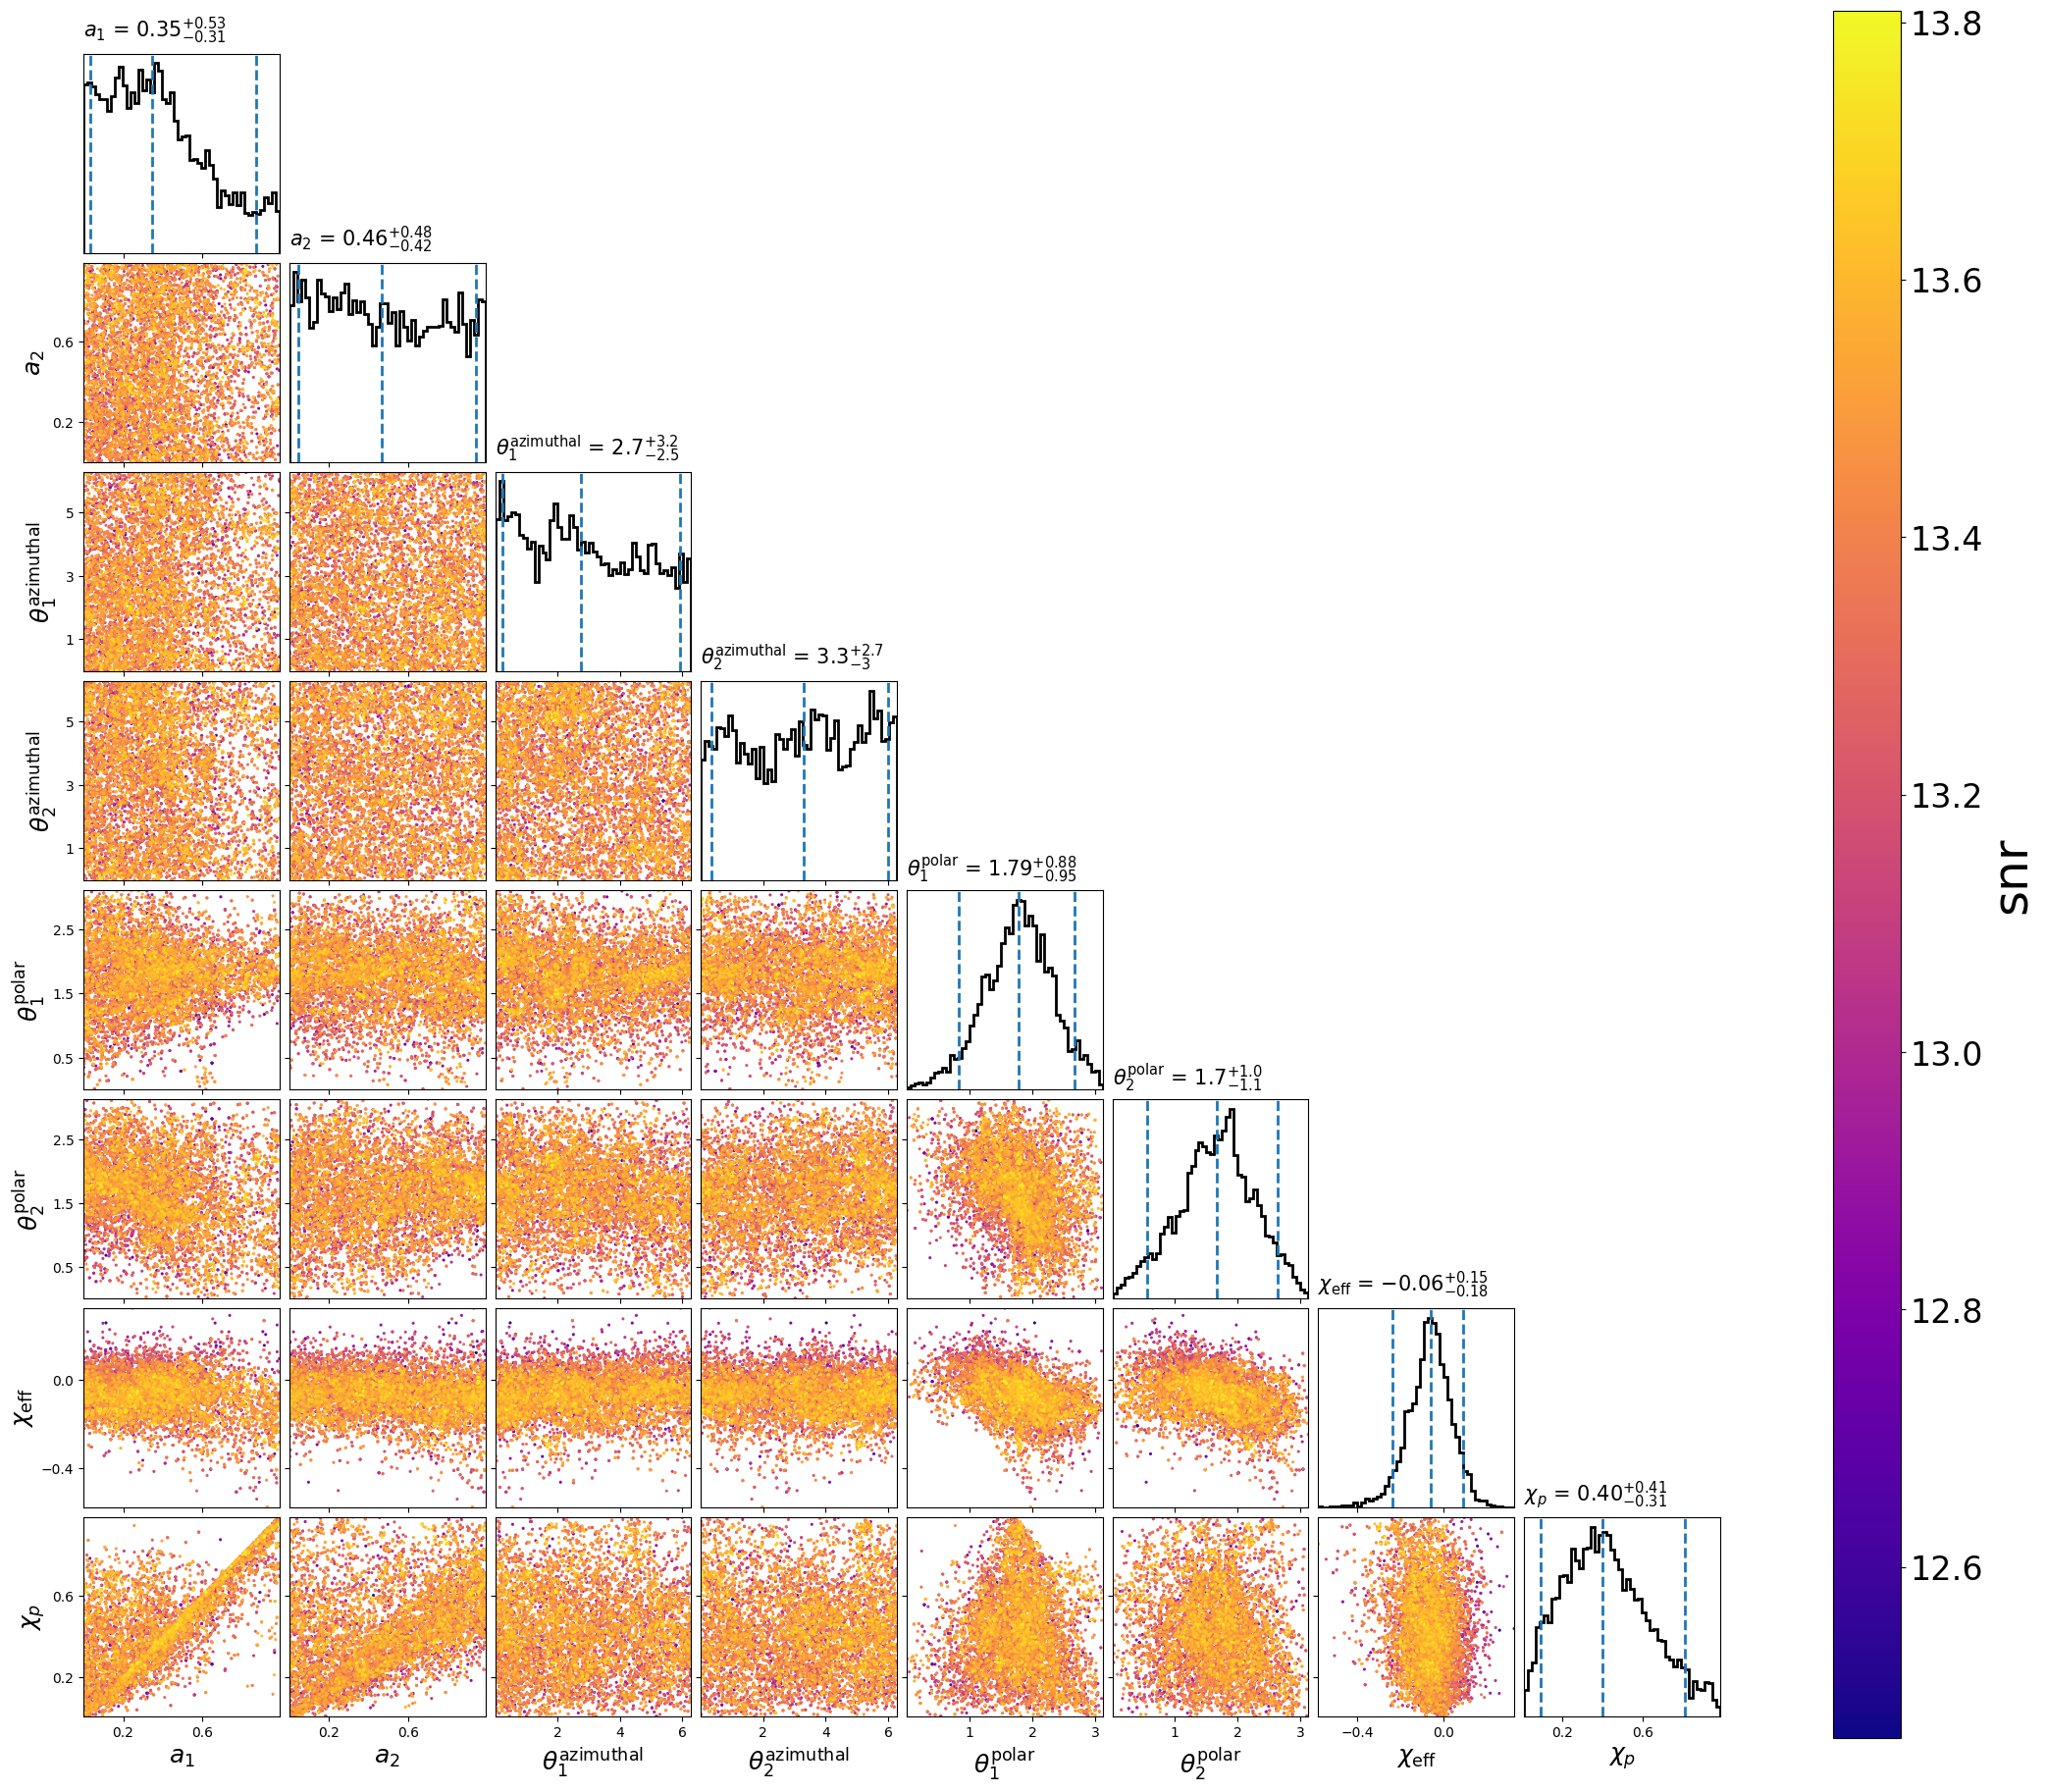 a₁ = 0.35 +0.53 −0.31
13.8
a₂ = 0.46 +0.48 −0.42
13.6
0.6
a₂
0.2
θ₁^azimuthal = 2.7 +3.2 −2.5
13.4
5
3
1
θ₁^azimuthal
θ₂^azimuthal = 3.3 +2.7 −3
13.2
5
3
1
θ₂^azimuthal
snr
θ₁^polar = 1.79 +0.88 −0.95
2.5
1.5
0.5
θ₁^polar
13.0
θ₂^polar = 1.7 +1.0 −1.1
2.5
1.5
0.5
θ₂^polar
12.8
χ_eff = −0.06 +0.15 −0.18
0.0
−0.4
χ_eff
χ_p = 0.40 +0.41 −0.31
12.6
0.6
0.2
χ_p
0.2 0.6 0.2 0.6 2 4 6 2 4 6 1 2 3 1 2 3 −0.4 0.0 0.2 0.6
a₁ a₂ θ₁^azimuthal θ₂^azimuthal θ₁^polar θ₂^polar χ_eff χ_p